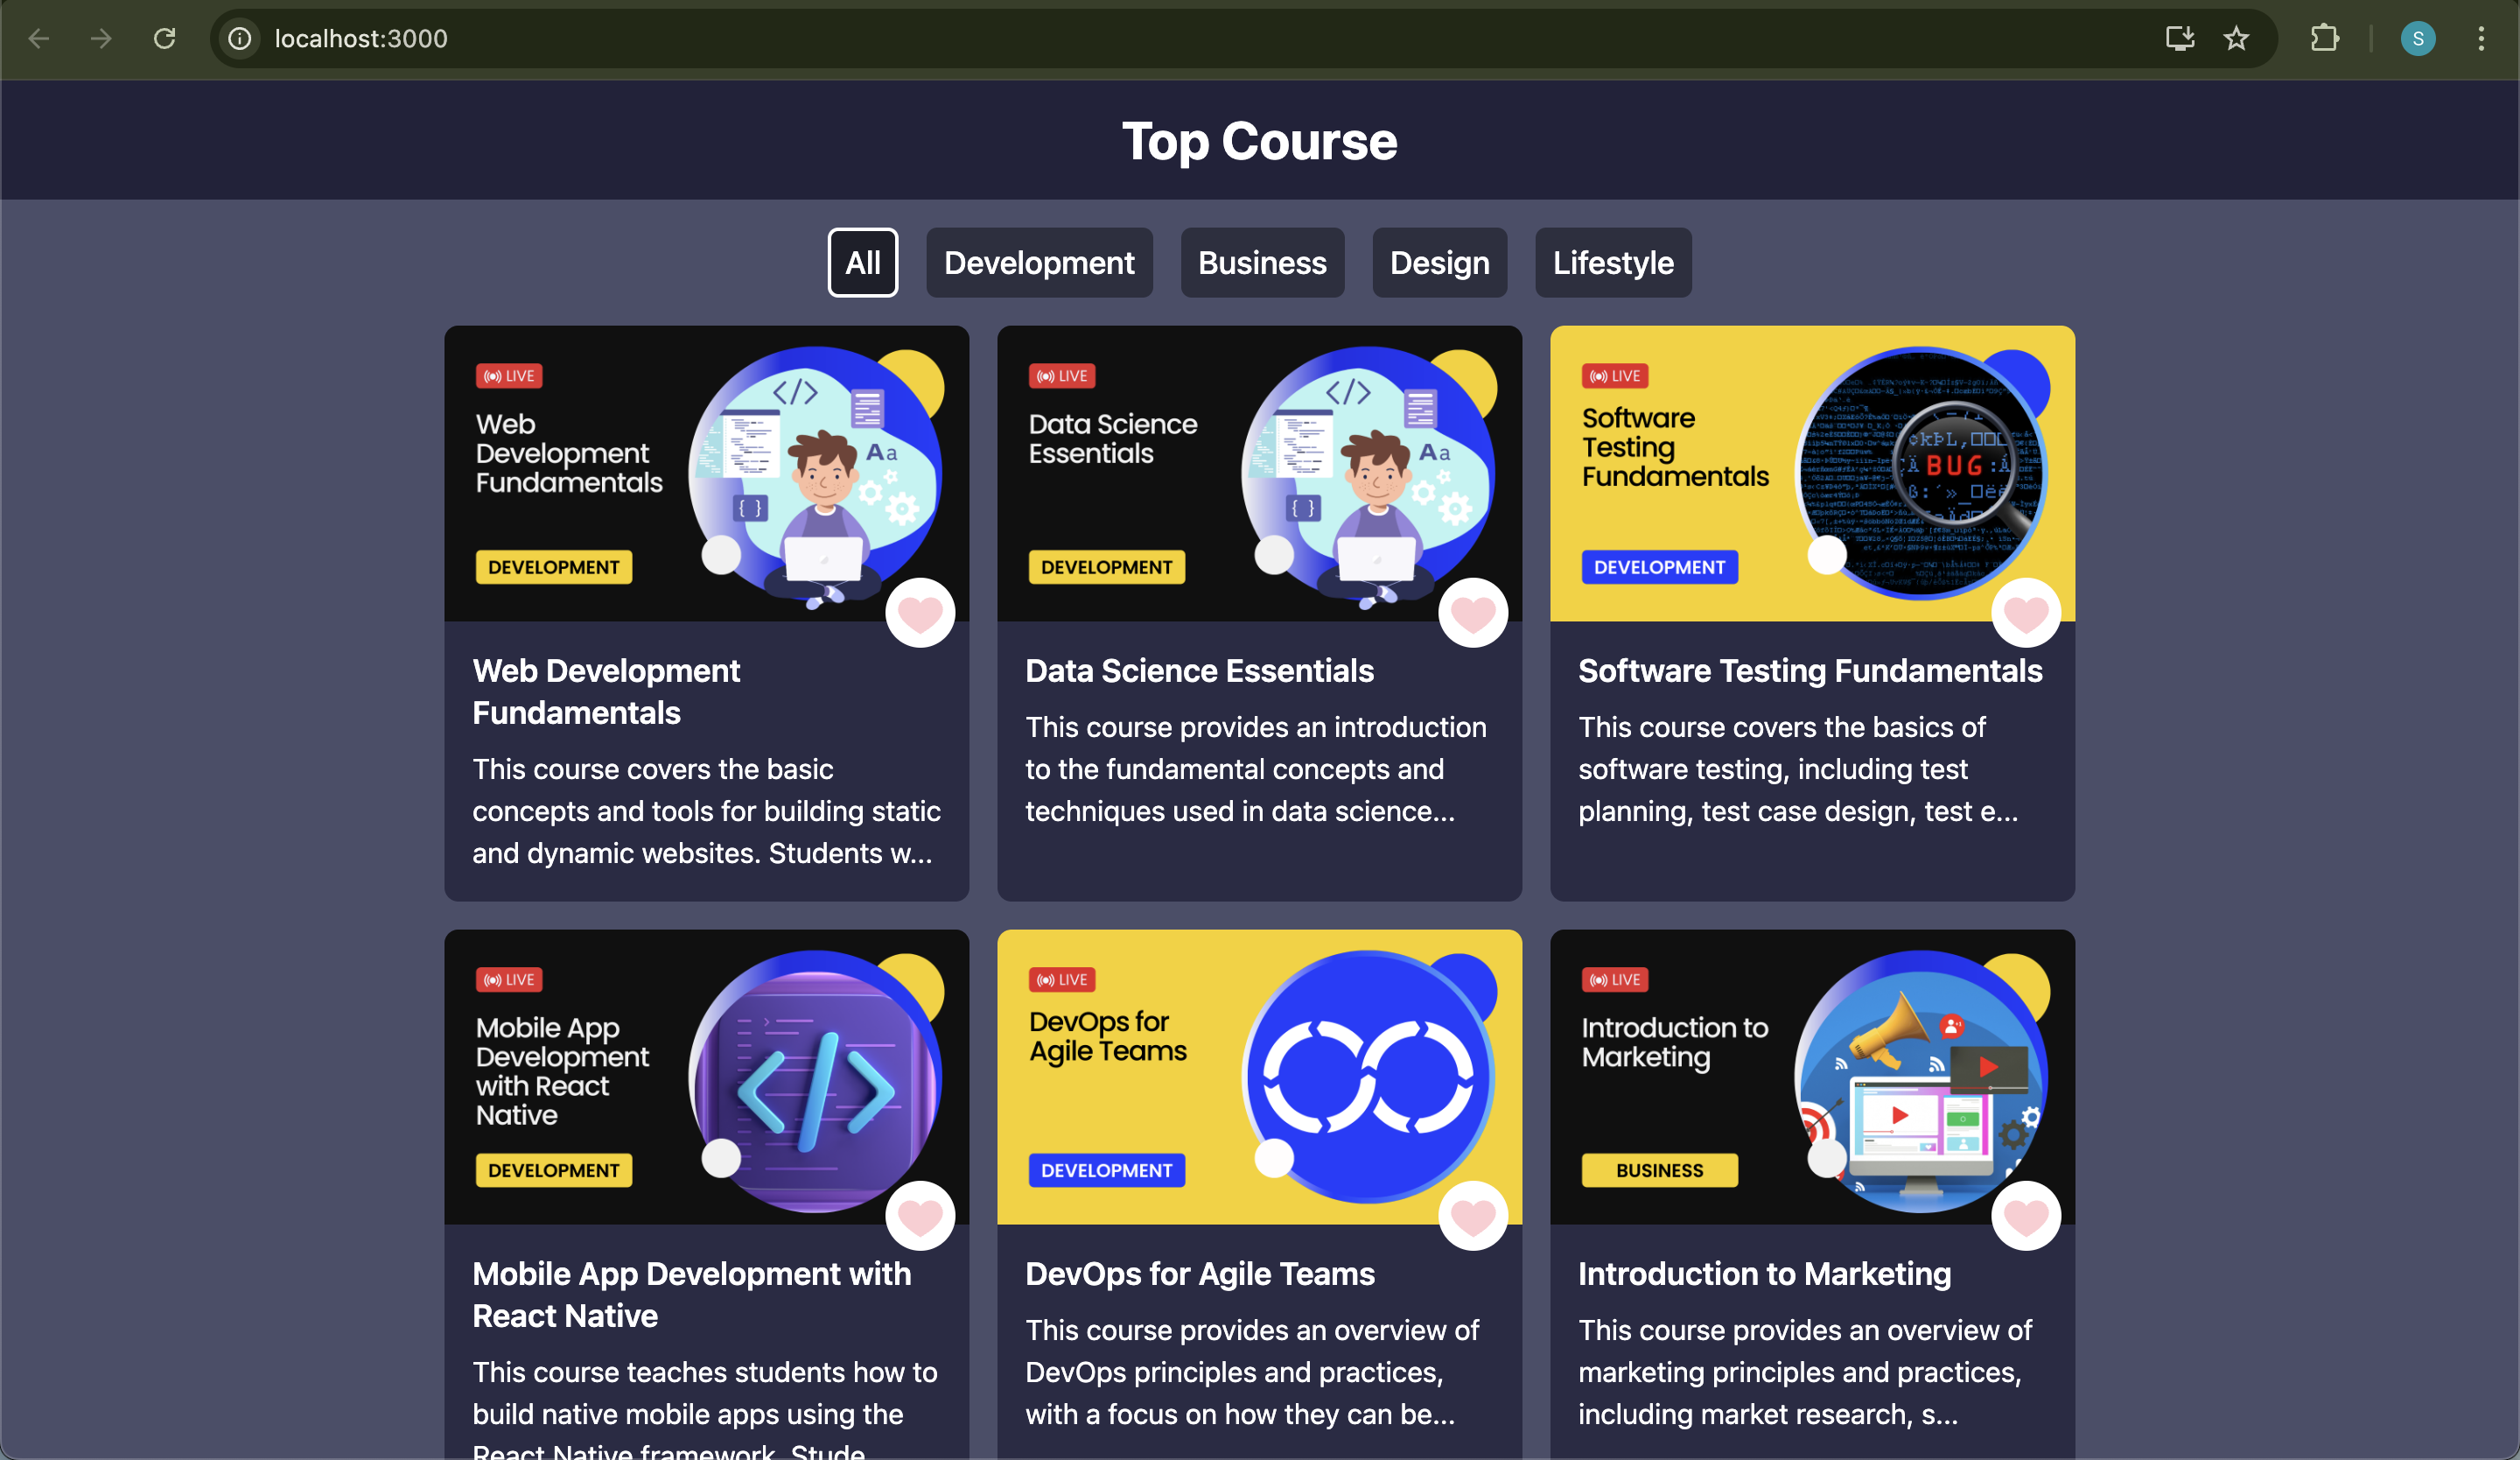 localhost:3000
S
Top Course
All
Development
Business
Design
Lifestyle
LIVE
Web
Development
Fundamentals
Aa
{ }
DEVELOPMENT
Web Development
Fundamentals
This course covers the basic
concepts and tools for building static
and dynamic websites. Students w...
LIVE
Data Science
Essentials
Aa
{ }
DEVELOPMENT
Data Science Essentials
This course provides an introduction
to the fundamental concepts and
techniques used in data science...
LIVE
Software
Testing
Fundamentals
BUG
DEVELOPMENT
Software Testing Fundamentals
This course covers the basics of
software testing, including test
planning, test case design, test e...
LIVE
Mobile App
Development
with React
Native
DEVELOPMENT
Mobile App Development with
React Native
This course teaches students how to
build native mobile apps using the
React Native framework. Stude
LIVE
DevOps for
Agile Teams
DEVELOPMENT
DevOps for Agile Teams
This course provides an overview of
DevOps principles and practices,
with a focus on how they can be...
LIVE
Introduction to
Marketing
BUSINESS
Introduction to Marketing
This course provides an overview of
marketing principles and practices,
including market research, s...